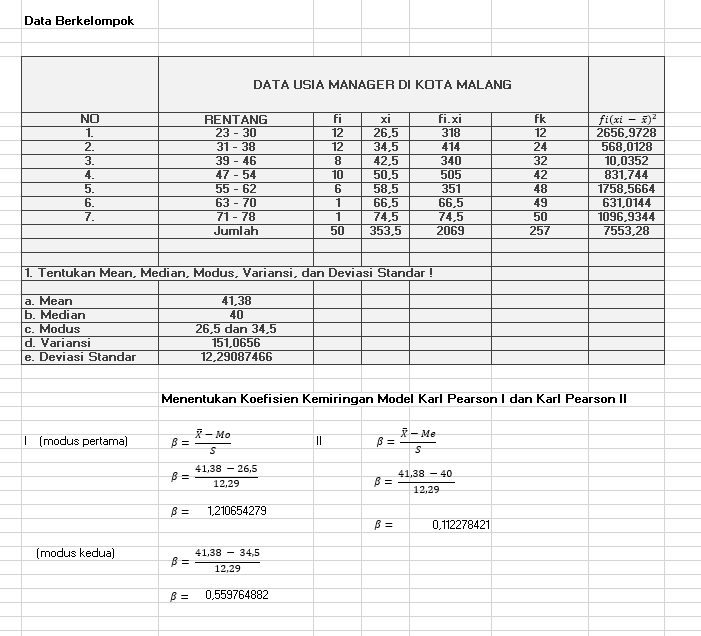 Data Berkelompok
DATA USIA MANAGER DI KOTA MALANG
NO RENTANG fi xi fi.xi fk fi(xi − x̄)²
1. 23 - 30 12 26,5 318 12 2656,9728
2. 31 - 38 12 34,5 414 24 568,0128
3. 39 - 46 8 42,5 340 32 10,0352
4. 47 - 54 10 50,5 505 42 831,744
5. 55 - 62 6 58,5 351 48 1758,5664
6. 63 - 70 1 66,5 66,5 49 631,0144
7. 71 - 78 1 74,5 74,5 50 1096,9344
Jumlah 50 353,5 2069 257 7553,28
1. Tentukan Mean, Median, Modus, Variansi, dan Deviasi Standar !
a. Mean 41,38
b. Median 40
c. Modus 26,5 dan 34,5
d. Variansi 151,0656
e. Deviasi Standar 12,29087466
Menentukan Koefisien Kemiringan Model Karl Pearson I dan Karl Pearson II
I (modus pertama)
β = X̄ − Mo
S
β = 41,38 − 26,5
12,29
β = 1,210654279
II
β = X̄ − Me
S
β = 41,38 − 40
12,29
β = 0,112278421
(modus kedua)
β = 41,38 − 34,5
12,29
β = 0,559764882